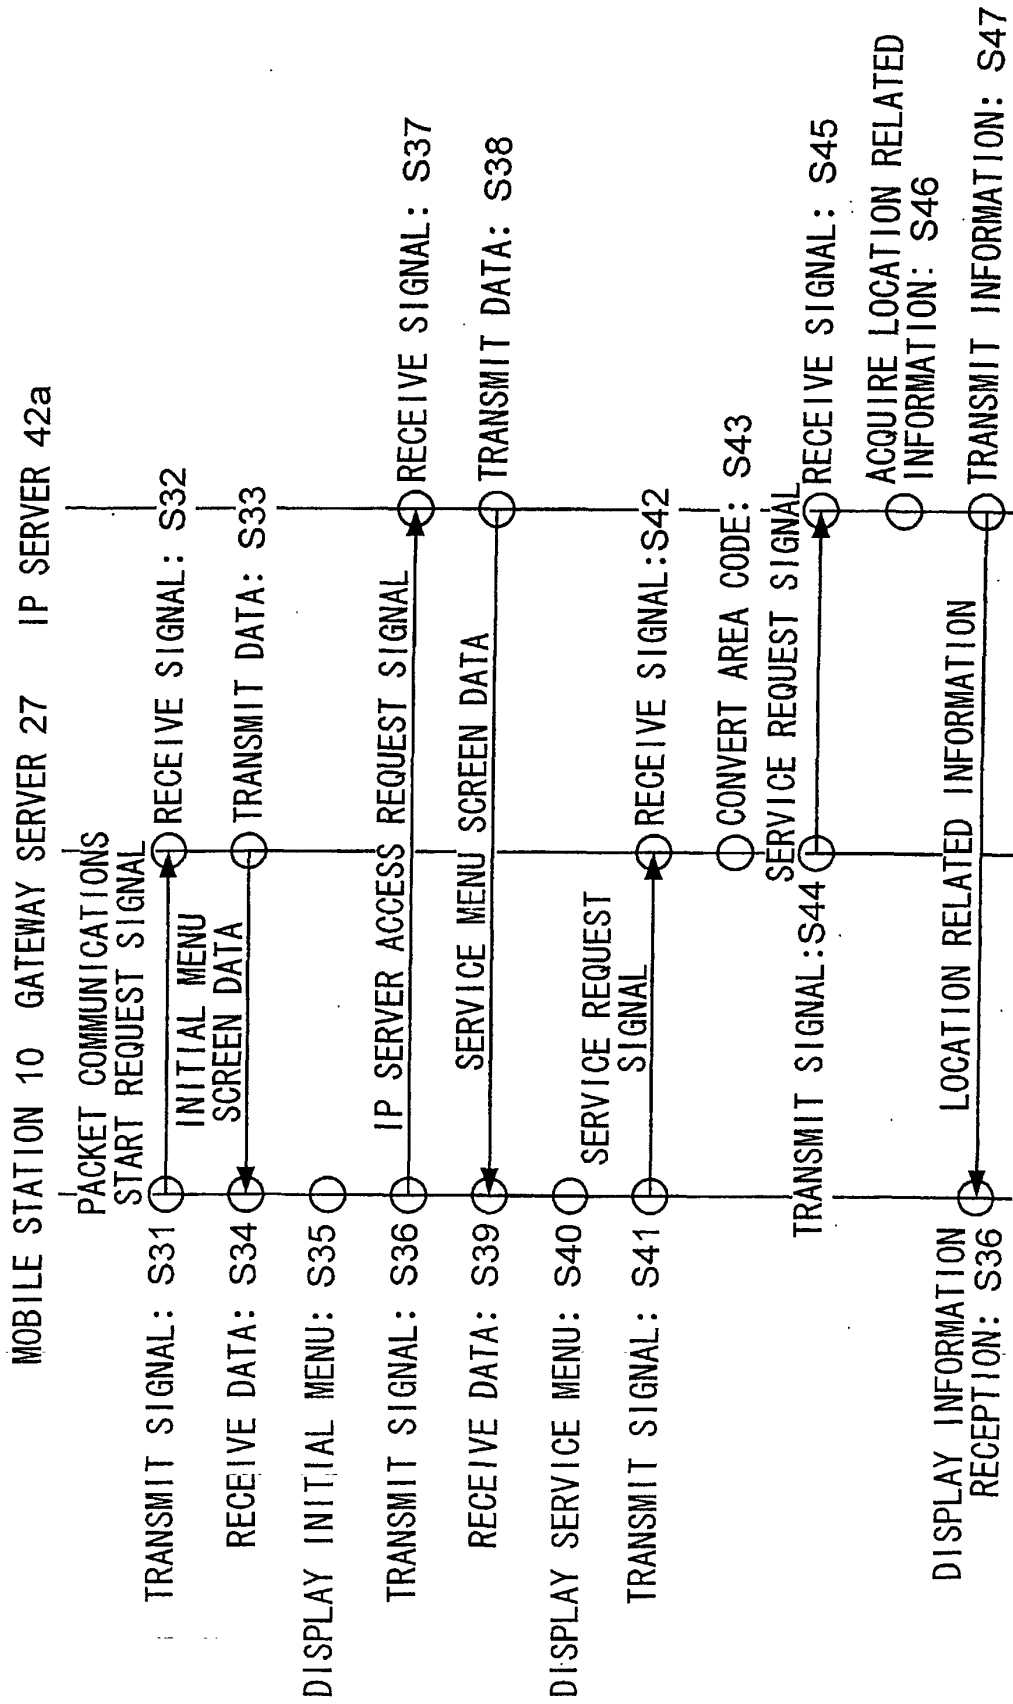 MOBILE STATION 10 GATEWAY SERVER 27 IP SERVER 42a
PACKET COMMUNICATIONS
START REQUEST SIGNAL
TRANSMIT SIGNAL: S31
RECEIVE SIGNAL: S32
INITIAL MENU
SCREEN DATA
RECEIVE DATA: S34
TRANSMIT DATA: S33
DISPLAY INITIAL MENU: S35
IP SERVER ACCESS REQUEST SIGNAL
TRANSMIT SIGNAL: S36
RECEIVE SIGNAL: S37
SERVICE MENU SCREEN DATA
RECEIVE DATA: S39
TRANSMIT DATA: S38
DISPLAY SERVICE MENU: S40
SERVICE REQUEST
SIGNAL
TRANSMIT SIGNAL: S41
RECEIVE SIGNAL:S42
CONVERT AREA CODE: S43
SERVICE REQUEST SIGNAL
TRANSMIT SIGNAL:S44
RECEIVE SIGNAL: S45
ACQUIRE LOCATION RELATED
INFORMATION: S46
LOCATION RELATED INFORMATION
TRANSMIT INFORMATION: S47
DISPLAY INFORMATION
RECEPTION: S36